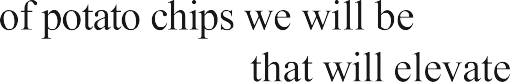 of potato chips we will be
that will elevate